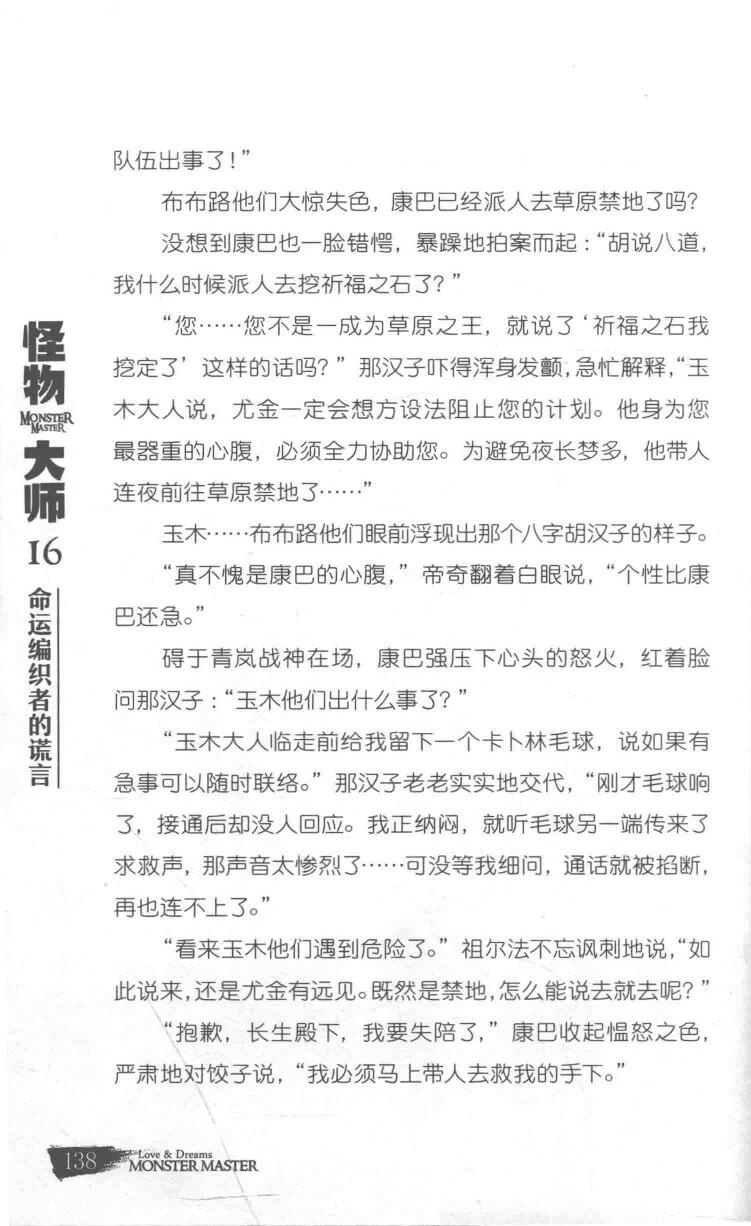 队伍出事了！”
布布路他们大惊失色，康巴已经派人去草原禁地了吗？
没想到康巴也一脸错愕，暴躁地拍案而起：“胡说八道，
我什么时候派人去挖祈福之石了？”
“您……您不是一成为草原之王，就说了‘祈福之石我
挖定了’这样的话吗？”那汉子吓得浑身发颤，急忙解释，“玉
木大人说，尤金一定会想方设法阻止您的计划。他身为您
最器重的心腹，必须全力协助您。为避免夜长梦多，他带人
连夜前往草原禁地了……”
玉木……布布路他们眼前浮现出那个八字胡汉子的样子。
“真不愧是康巴的心腹，”帝奇翻着白眼说，“个性比康
巴还急。”
碍于青岚战神在场，康巴强压下心头的怒火，红着脸
问那汉子：“玉木他们出什么事了？”
“玉木大人临走前给我留下一个卡卜林毛球，说如果有
急事可以随时联络。”那汉子老老实实地交代，“刚才毛球响
了，接通后却没人回应。我正纳闷，就听毛球另一端传来了
求救声，那声音太惨烈了……可没等我细问，通话就被掐断，
再也连不上了。”
“看来玉木他们遇到危险了。”祖尔法不忘讽刺地说，“如
此说来，还是尤金有远见。既然是禁地，怎么能说去就去呢？”
“抱歉，长生殿下，我要失陪了，”康巴收起愠怒之色，
严肃地对饺子说，“我必须马上带人去救我的手下。”
怪物
MONSTER
MASTER
大师
16
命运编织者的谎言
138
Love & Dreams
MONSTER MASTER